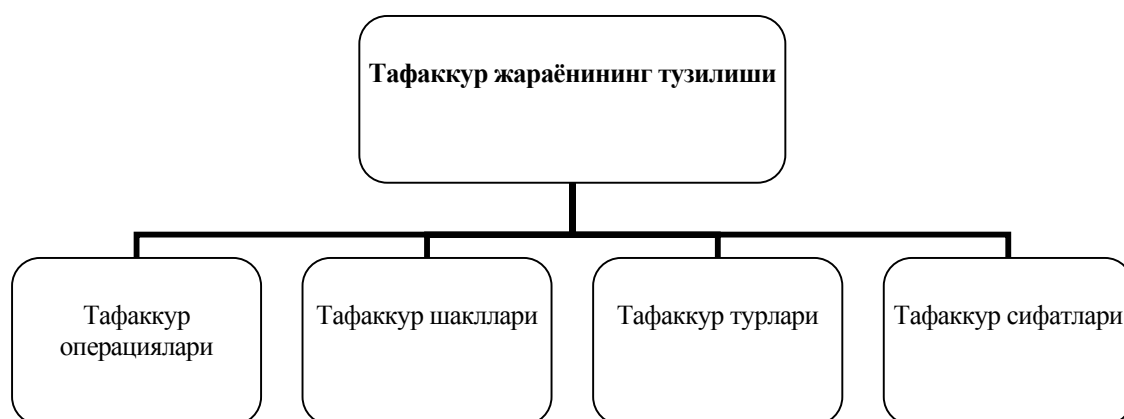 Тафаккур жараёнининг тузилиши
Тафаккур
операциялари
Тафаккур шакллари
Тафаккур турлари
Тафаккур сифатлари